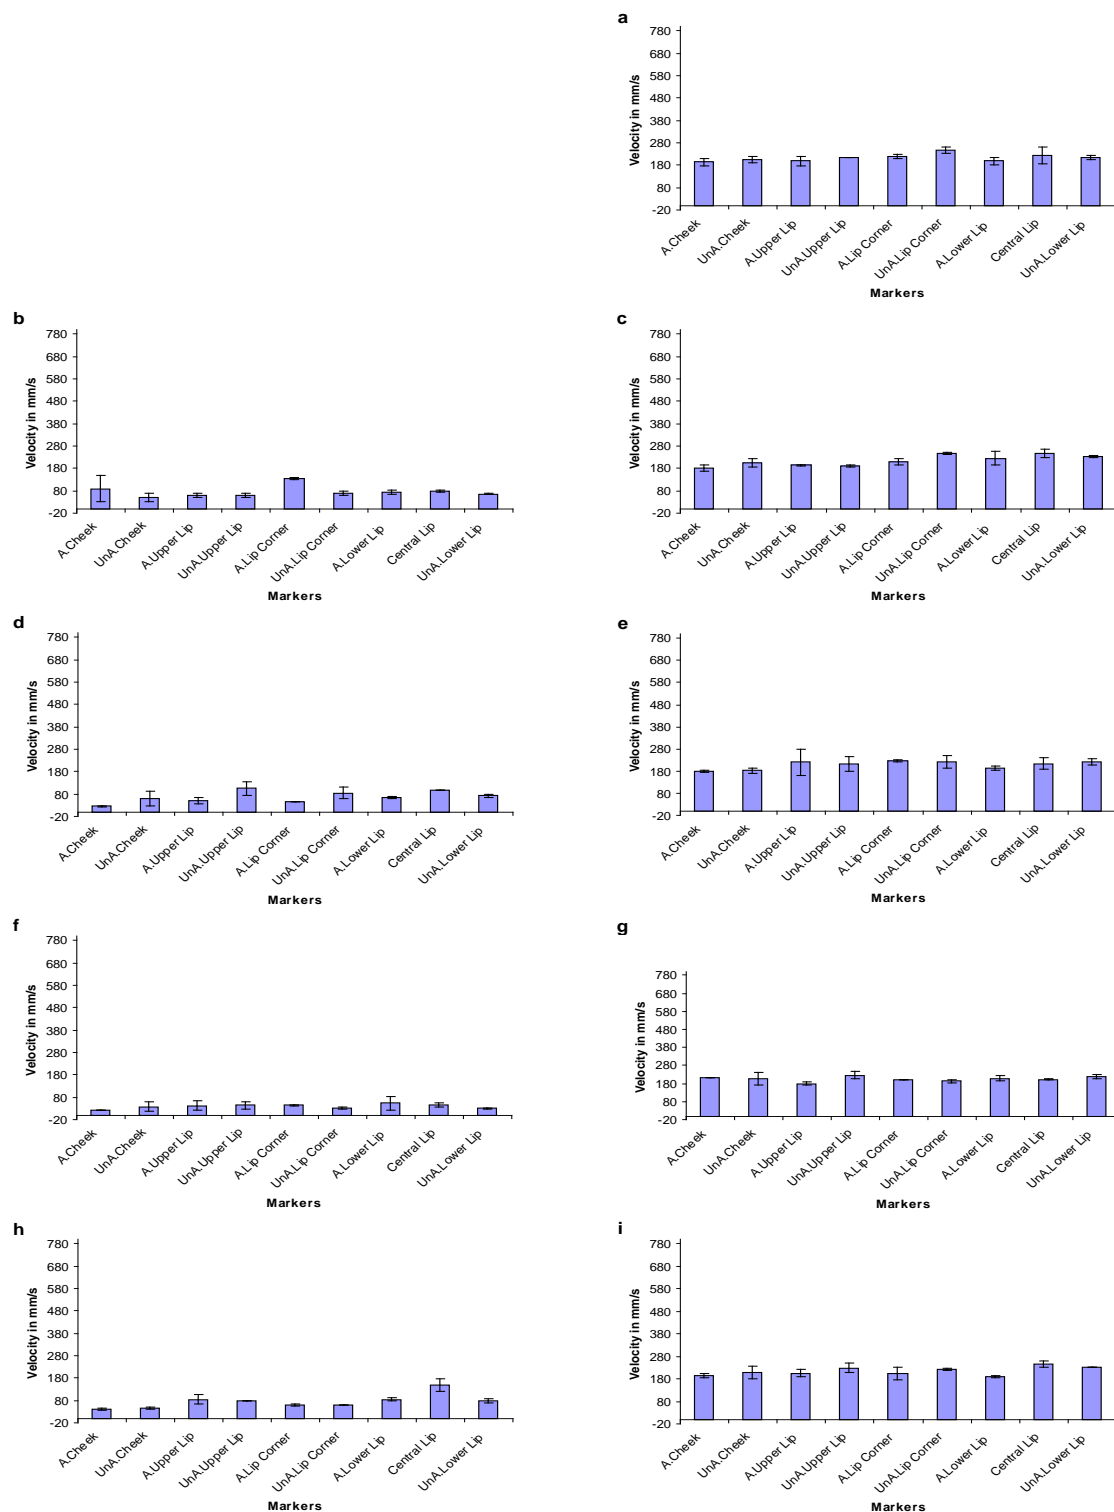 a
Velocity in mm/s
780
680
580
480
380
280
180
80
-20
A.Cheek
UnA.Cheek
A.Upper Lip
UnA.Upper Lip
A.Lip Corner
UnA.Lip Corner
A.Lower Lip
Central Lip
UnA.Lower Lip
Markers
b
Velocity in mm/s
780
680
580
480
380
280
180
80
-20
A.Cheek
UnA.Cheek
A.Upper Lip
UnA.Upper Lip
A.Lip Corner
UnA.Lip Corner
A.Lower Lip
Central Lip
UnA.Lower Lip
Markers
c
Velocity in mm/s
780
680
580
480
380
280
180
80
-20
A.Cheek
UnA.Cheek
A.Upper Lip
UnA.Upper Lip
A.Lip Corner
UnA.Lip Corner
A.Lower Lip
Central Lip
UnA.Lower Lip
Markers
d
Velocity in mm/s
780
680
580
480
380
280
180
80
-20
A.Cheek
UnA.Cheek
A.Upper Lip
UnA.Upper Lip
A.Lip Corner
UnA.Lip Corner
A.Lower Lip
Central Lip
UnA.Lower Lip
Markers
e
Velocity in mm/s
780
680
580
480
380
280
180
80
-20
A.Cheek
UnA.Cheek
A.Upper Lip
UnA.Upper Lip
A.Lip Corner
UnA.Lip Corner
A.Lower Lip
Central Lip
UnA.Lower Lip
Markers
f
Velocity in mm/s
780
680
580
480
380
280
180
80
-20
A.Cheek
UnA.Cheek
A.Upper Lip
UnA.Upper Lip
A.Lip Corner
UnA.Lip Corner
A.Lower Lip
Central Lip
UnA.Lower Lip
Markers
g
Velocity in mm/s
780
680
580
480
380
280
180
80
-20
A.Cheek
UnA.Cheek
A.Upper Lip
UnA.Upper Lip
A.Lip Corner
UnA.Lip Corner
A.Lower Lip
Central Lip
UnA.Lower Lip
Markers
h
Velocity in mm/s
780
680
580
480
380
280
180
80
-20
A.Cheek
UnA.Cheek
A.Upper Lip
UnA.Upper Lip
A.Lip Corner
UnA.Lip Corner
A.Lower Lip
Central Lip
UnA.Lower Lip
Markers
i
Velocity in mm/s
780
680
580
480
380
280
180
80
-20
A.Cheek
UnA.Cheek
A.Upper Lip
UnA.Upper Lip
A.Lip Corner
UnA.Lip Corner
A.Lower Lip
Central Lip
UnA.Lower Lip
Markers